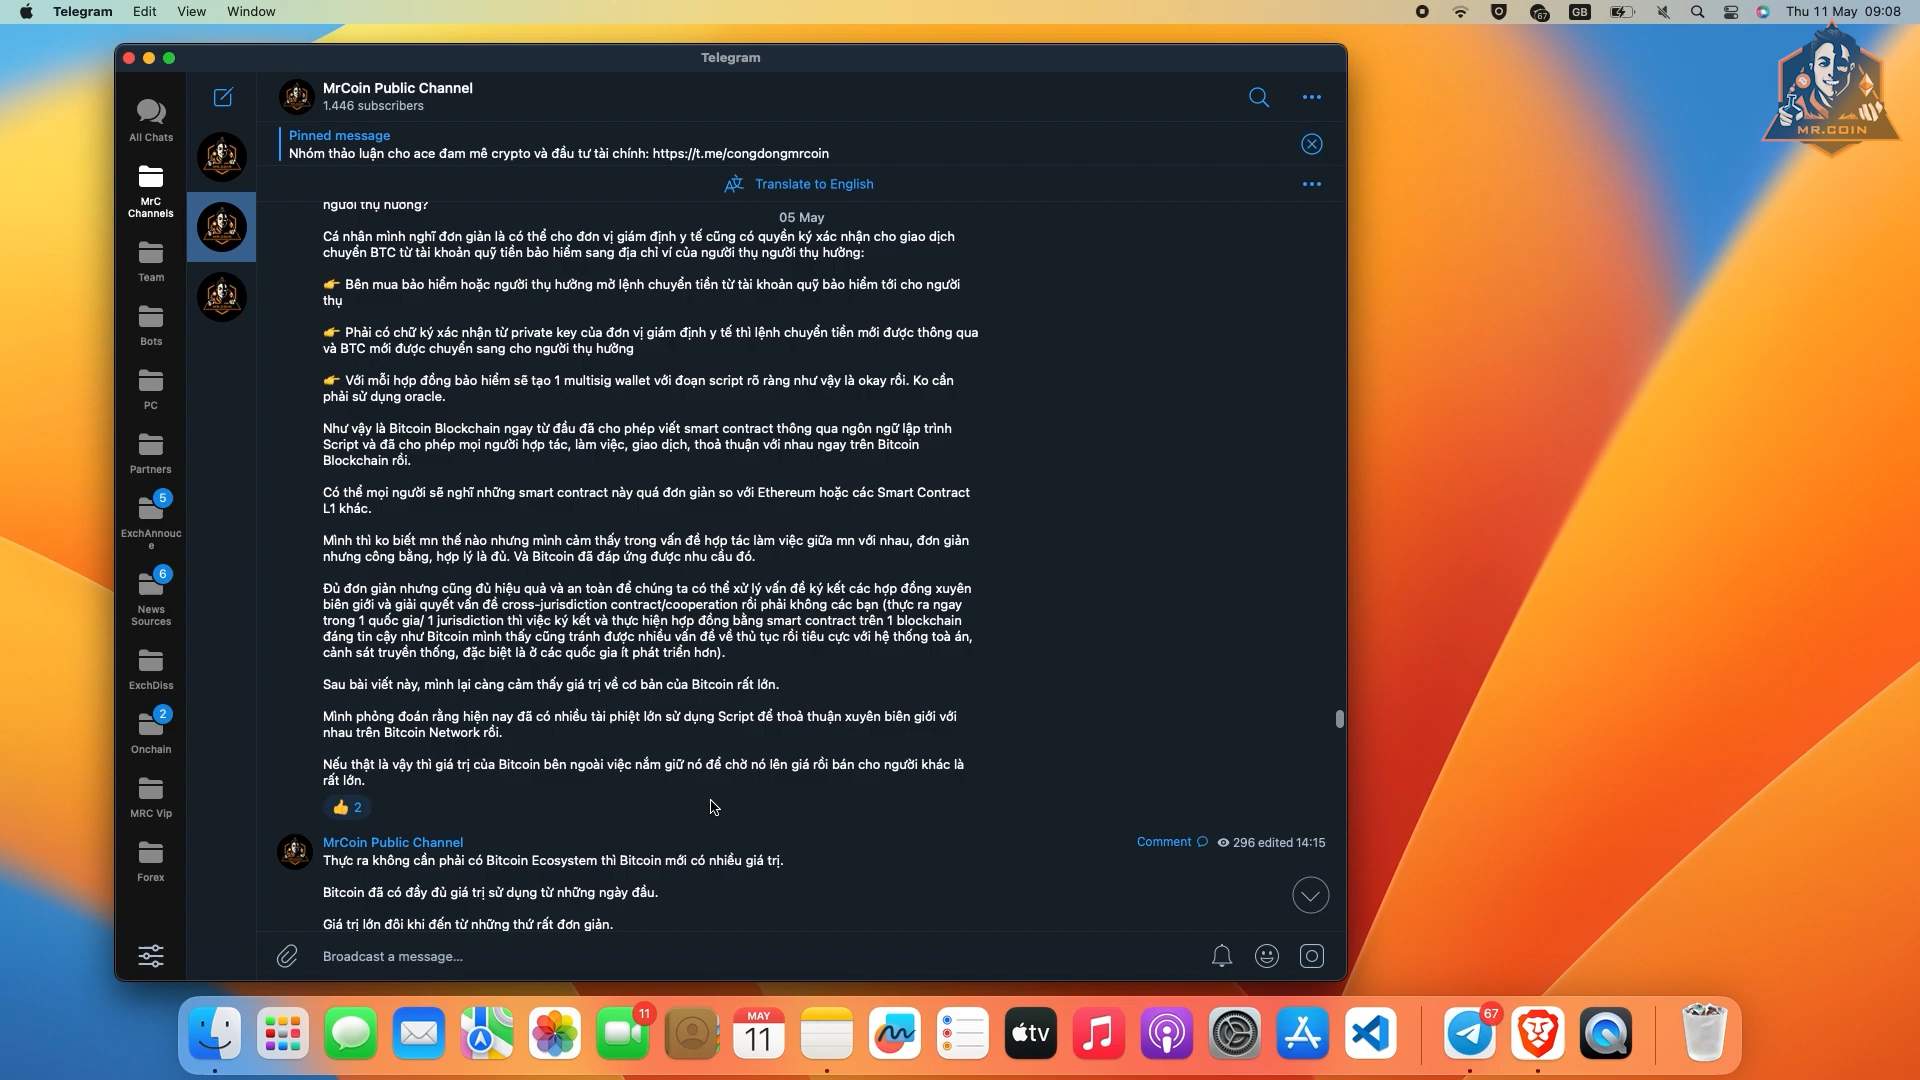 Telegram
Edit
View
Window
67
GB
Thu 11 May 09:08
MR.COIN
Telegram
All Chats
MrC
Channels
Team
Bots
PC
Partners
5
ExchAnnouc
e
6
News
Sources
ExchDiss
2
Onchain
MRC Vip
Forex
MrCoin Public Channel
1.446 subscribers
Pinned message
Nhóm thảo luận cho ace đam mê crypto và đầu tư tài chính: https://t.me/congdongmrcoin
Translate to English
người thụ hưởng?
05 May
Cá nhân mình nghĩ đơn giản là có thể cho đơn vị giám định y tế cũng có quyền ký xác nhận cho giao dịch
chuyển BTC từ tài khoản quỹ tiền bảo hiểm sang địa chỉ ví của người thụ người thụ hưởng:
👉 Bên mua bảo hiểm hoặc người thụ hưởng mở lệnh chuyển tiền từ tài khoản quỹ bảo hiểm tới cho người
thụ
👉 Phải có chữ ký xác nhận từ private key của đơn vị giám định y tế thì lệnh chuyển tiền mới được thông qua
và BTC mới được chuyển sang cho người thụ hưởng
👉 Với mỗi hợp đồng bảo hiểm sẽ tạo 1 multisig wallet với đoạn script rõ ràng như vậy là okay rồi. Ko cần
phải sử dụng oracle.
Như vậy là Bitcoin Blockchain ngay từ đầu đã cho phép viết smart contract thông qua ngôn ngữ lập trình
Script và đã cho phép mọi người hợp tác, làm việc, giao dịch, thoả thuận với nhau ngay trên Bitcoin
Blockchain rồi.
Có thể mọi người sẽ nghĩ những smart contract này quá đơn giản so với Ethereum hoặc các Smart Contract
L1 khác.
Mình thì ko biết mn thế nào nhưng mình cảm thấy trong vấn đề hợp tác làm việc giữa mn với nhau, đơn giản
nhưng công bằng, hợp lý là đủ. Và Bitcoin đã đáp ứng được nhu cầu đó.
Đủ đơn giản nhưng cũng đủ hiệu quả và an toàn để chúng ta có thể xử lý vấn đề ký kết các hợp đồng xuyên
biên giới và giải quyết vấn đề cross-jurisdiction contract/cooperation rồi phải không các bạn (thực ra ngay
trong 1 quốc gia/ 1 jurisdiction thì việc ký kết và thực hiện hợp đồng bằng smart contract trên 1 blockchain
đáng tin cậy như Bitcoin mình thấy cũng tránh được nhiều vấn đề về thủ tục rồi tiêu cực với hệ thống toà án,
cảnh sát truyền thống, đặc biệt là ở các quốc gia ít phát triển hơn).
Sau bài viết này, mình lại càng cảm thấy giá trị về cơ bản của Bitcoin rất lớn.
Mình phỏng đoán rằng hiện nay đã có nhiều tài phiệt lớn sử dụng Script để thoả thuận xuyên biên giới với
nhau trên Bitcoin Network rồi.
Nếu thật là vậy thì giá trị của Bitcoin bên ngoài việc nắm giữ nó để chờ nó lên giá rồi bán cho người khác là
rất lớn.
👍 2
MrCoin Public Channel
Comment
296 edited 14:15
Thực ra không cần phải có Bitcoin Ecosystem thì Bitcoin mới có nhiều giá trị.
Bitcoin đã có đầy đủ giá trị sử dụng từ những ngày đầu.
Giá trị lớn đôi khi đến từ những thứ rất đơn giản.
Broadcast a message...
11
MAY
11
tv
67